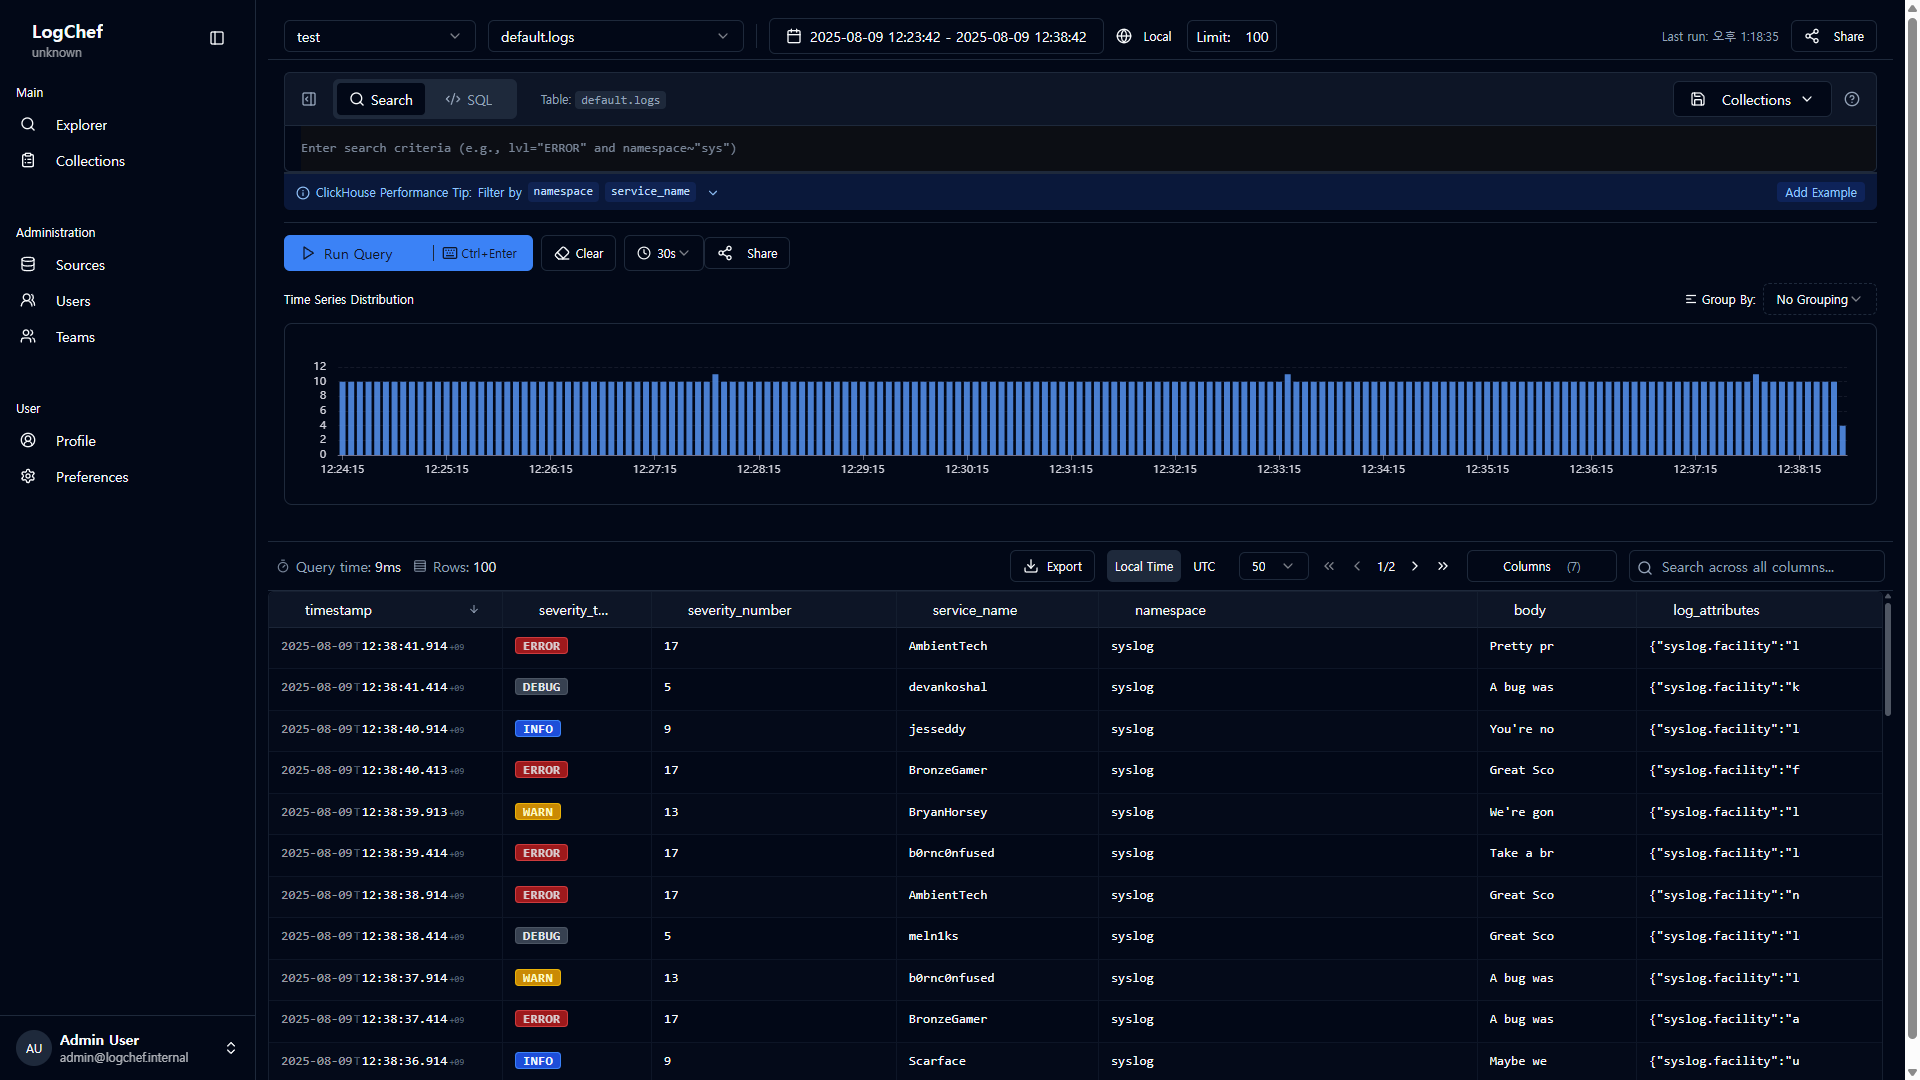 LogChef
unknown
Main
Explorer
Collections
Administration
Sources
Users
Teams
User
Profile
Preferences
AU
Admin User
admin@logchef.internal
test
default.logs
2025-08-09 12:23:42 - 2025-08-09 12:38:42
Local
Limit: 100
Last run: 오후 1:18:35
Share
Search
SQL
Table: default.logs
Collections
Enter search criteria (e.g., lvl="ERROR" and namespace~"sys")
ClickHouse Performance Tip: Filter by namespace service_name
Add Example
Run Query Ctrl+Enter
Clear
30s
Share
Time Series Distribution
Group By: No Grouping
12
10
8
6
4
2
0
12:24:15 12:25:15 12:26:15 12:27:15 12:28:15 12:29:15 12:30:15 12:31:15 12:32:15 12:33:15 12:34:15 12:35:15 12:36:15 12:37:15 12:38:15
Query time: 9ms Rows: 100
Export
Local Time UTC
50
1/2
Columns (7)
Search across all columns...
timestamp severity_t... severity_number service_name namespace body log_attributes
2025-08-09T12:38:41.914+09 ERROR 17 AmbientTech syslog Pretty pr {"syslog.facility":"l
2025-08-09T12:38:41.414+09 DEBUG 5 devankoshal syslog A bug was {"syslog.facility":"k
2025-08-09T12:38:40.914+09 INFO 9 jesseddy syslog You're no {"syslog.facility":"l
2025-08-09T12:38:40.413+09 ERROR 17 BronzeGamer syslog Great Sco {"syslog.facility":"f
2025-08-09T12:38:39.913+09 WARN 13 BryanHorsey syslog We're gon {"syslog.facility":"l
2025-08-09T12:38:39.414+09 ERROR 17 b0rnc0nfused syslog Take a br {"syslog.facility":"l
2025-08-09T12:38:38.914+09 ERROR 17 AmbientTech syslog Great Sco {"syslog.facility":"n
2025-08-09T12:38:38.414+09 DEBUG 5 meln1ks syslog Great Sco {"syslog.facility":"l
2025-08-09T12:38:37.914+09 WARN 13 b0rnc0nfused syslog A bug was {"syslog.facility":"l
2025-08-09T12:38:37.414+09 ERROR 17 BronzeGamer syslog A bug was {"syslog.facility":"a
2025-08-09T12:38:36.914+09 INFO 9 Scarface syslog Maybe we {"syslog.facility":"u